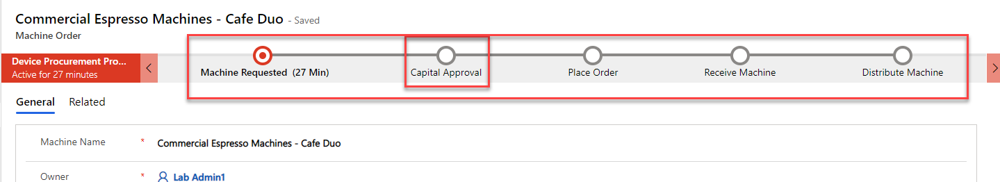 Commercial Espresso Machines - Cafe Duo - Saved
Machine Order
Device Procurement Pro...
Active for 27 minutes
Machine Requested (27 Min)
Capital Approval
Place Order
Receive Machine
Distribute Machine
General Related
Machine Name * Commercial Espresso Machines - Cafe Duo
Owner * Lab Admin1